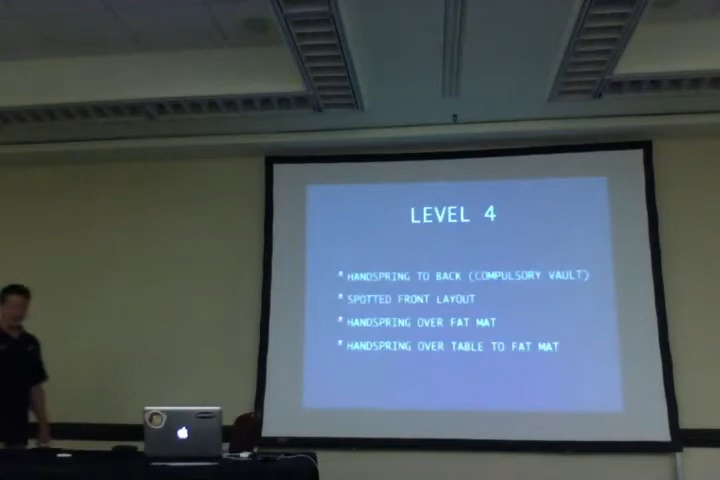 LEVEL 4
* HANDSPRING TO BACK (COMPULSORY VAULT)
* SPOTTED FRONT LAYOUT
* HANDSPRING OVER FAT MAT
* HANDSPRING OVER TABLE TO FAT MAT